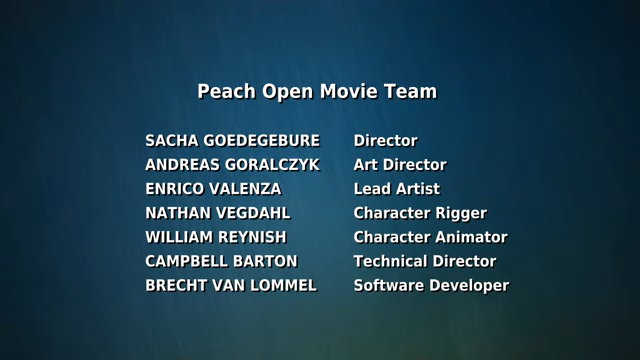 Peach Open Movie Team
SACHA GOEDEGEBURE Director
ANDREAS GORALCZYK Art Director
ENRICO VALENZA Lead Artist
NATHAN VEGDAHL Character Rigger
WILLIAM REYNISH Character Animator
CAMPBELL BARTON Technical Director
BRECHT VAN LOMMEL Software Developer